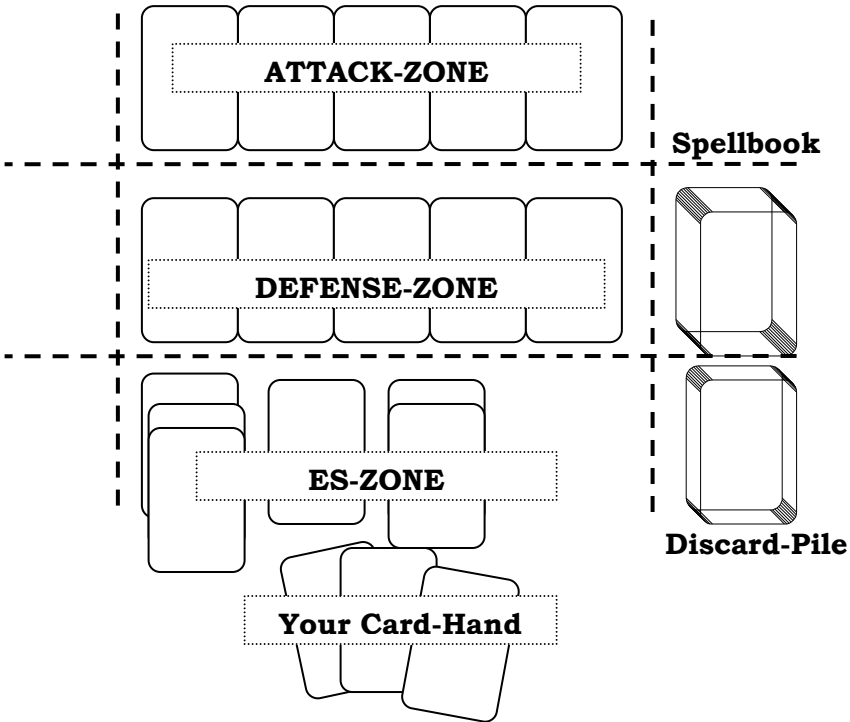 ATTACK-ZONE
Spellbook
DEFENSE-ZONE
ES-ZONE
Discard-Pile
Your Card-Hand